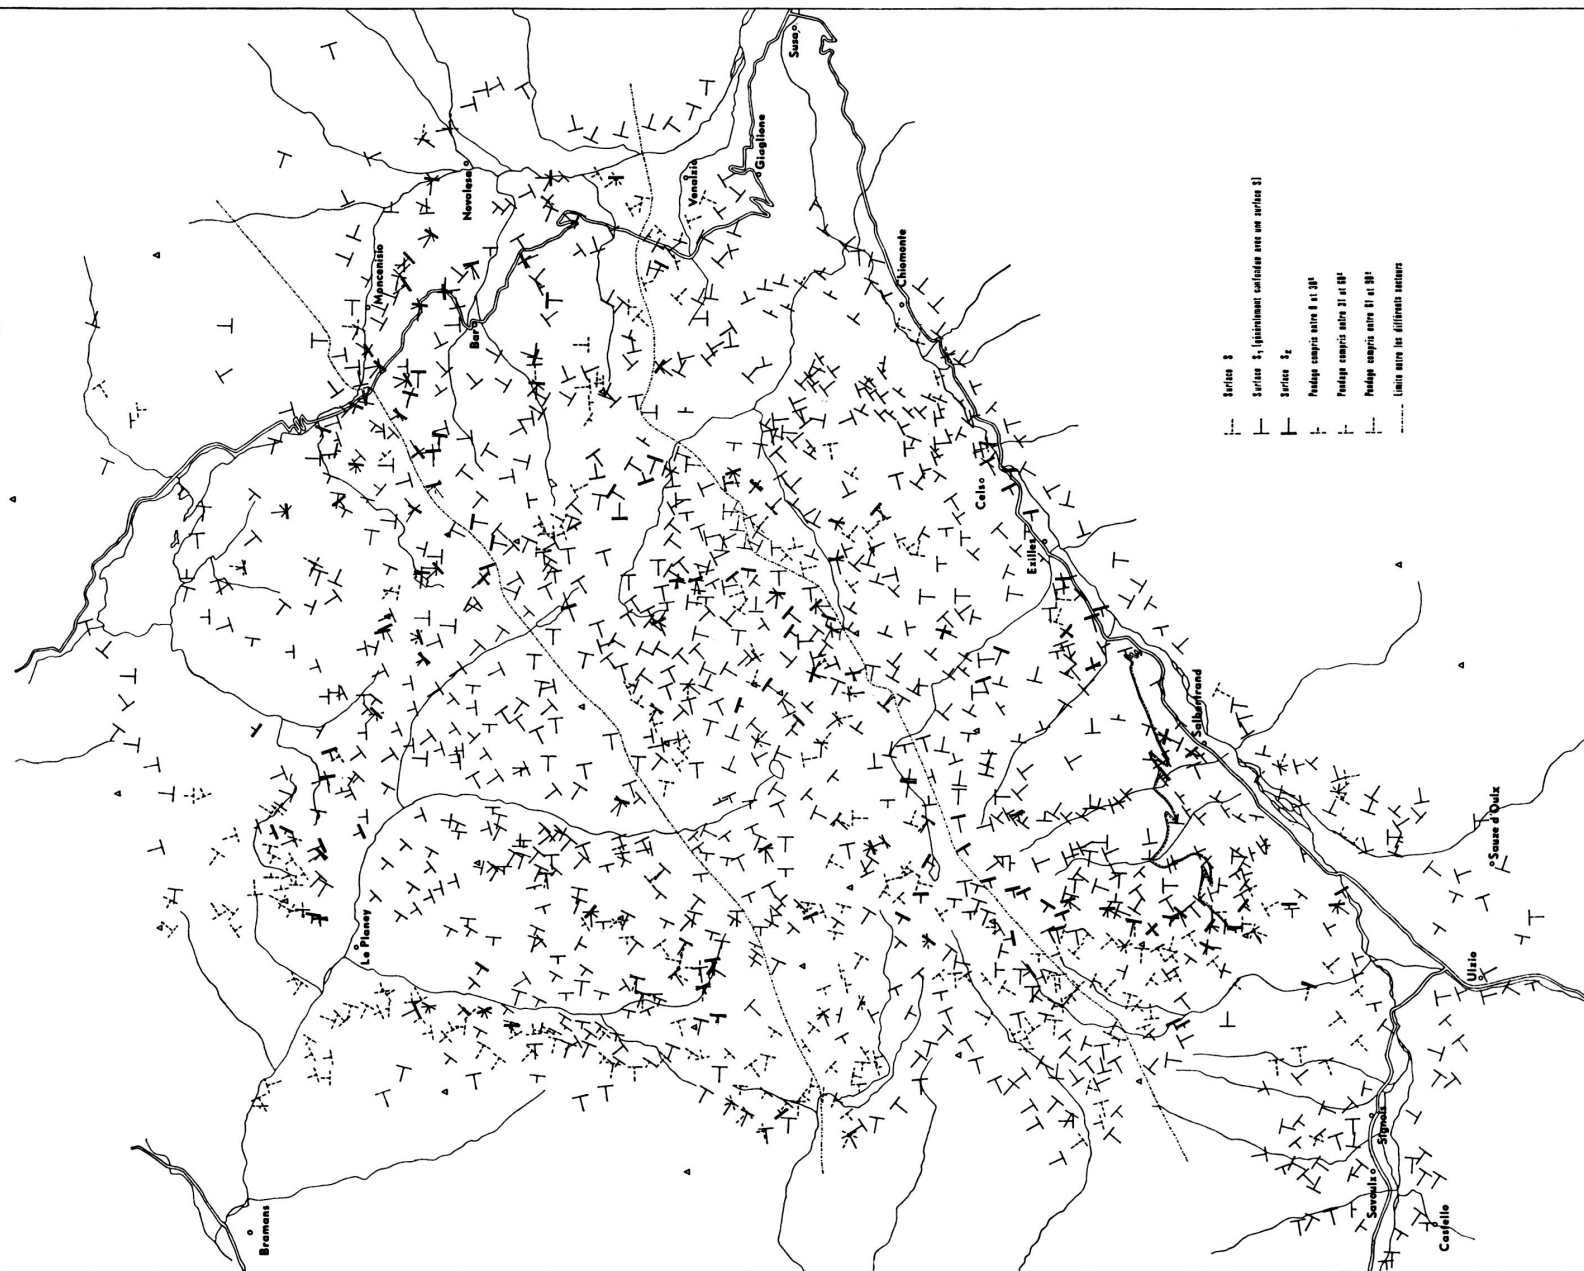 Susa
Giaglione
Venalzio
Novalesa
Moncenisio
Bar
Chiomonte
Celso
Exilles
Salbertrand
Sauze d'Oulx
Ulzio
Signols
Savoulx
Castello
Le Planey
Bramans
Surface S
Surface S₁ (généralement confondue avec une surface S)
Surface S₂
Pendage compris entre 0 et 30°
Pendage compris entre 31 et 60°
Pendage compris entre 61 et 90°
Limite entre les différents secteurs